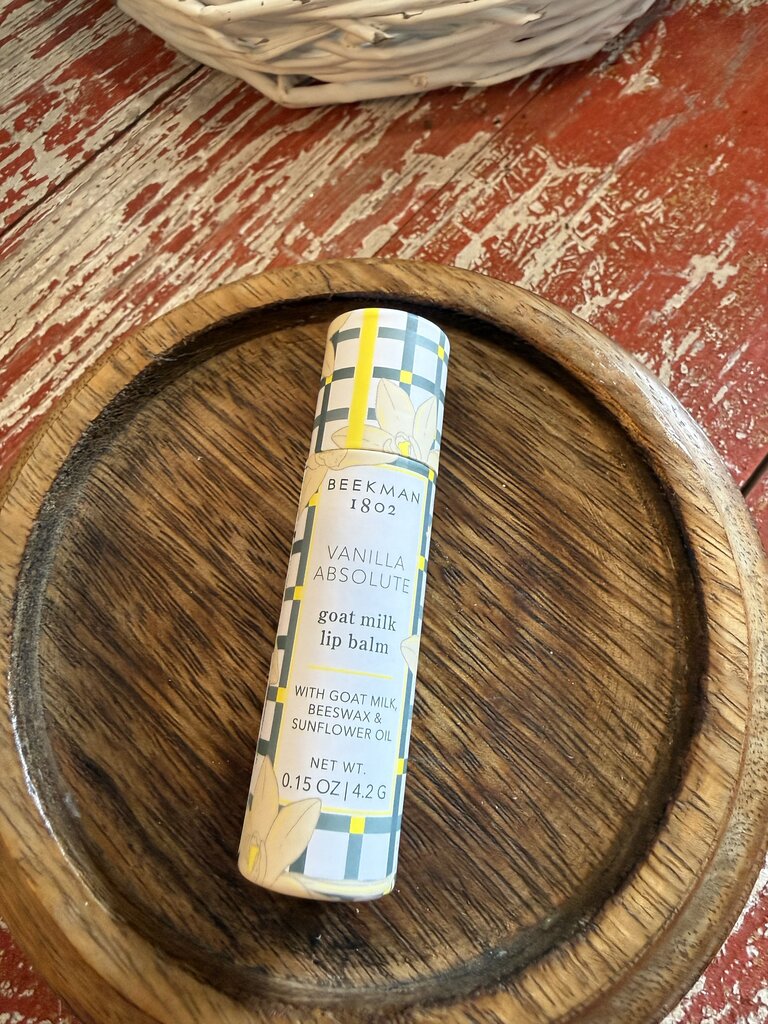 BEEKMAN
1802
VANILLA
ABSOLUTE
goat milk
lip balm
WITH GOAT MILK,
BEESWAX &
SUNFLOWER OIL
NET WT.
0.15 OZ | 4.2 G